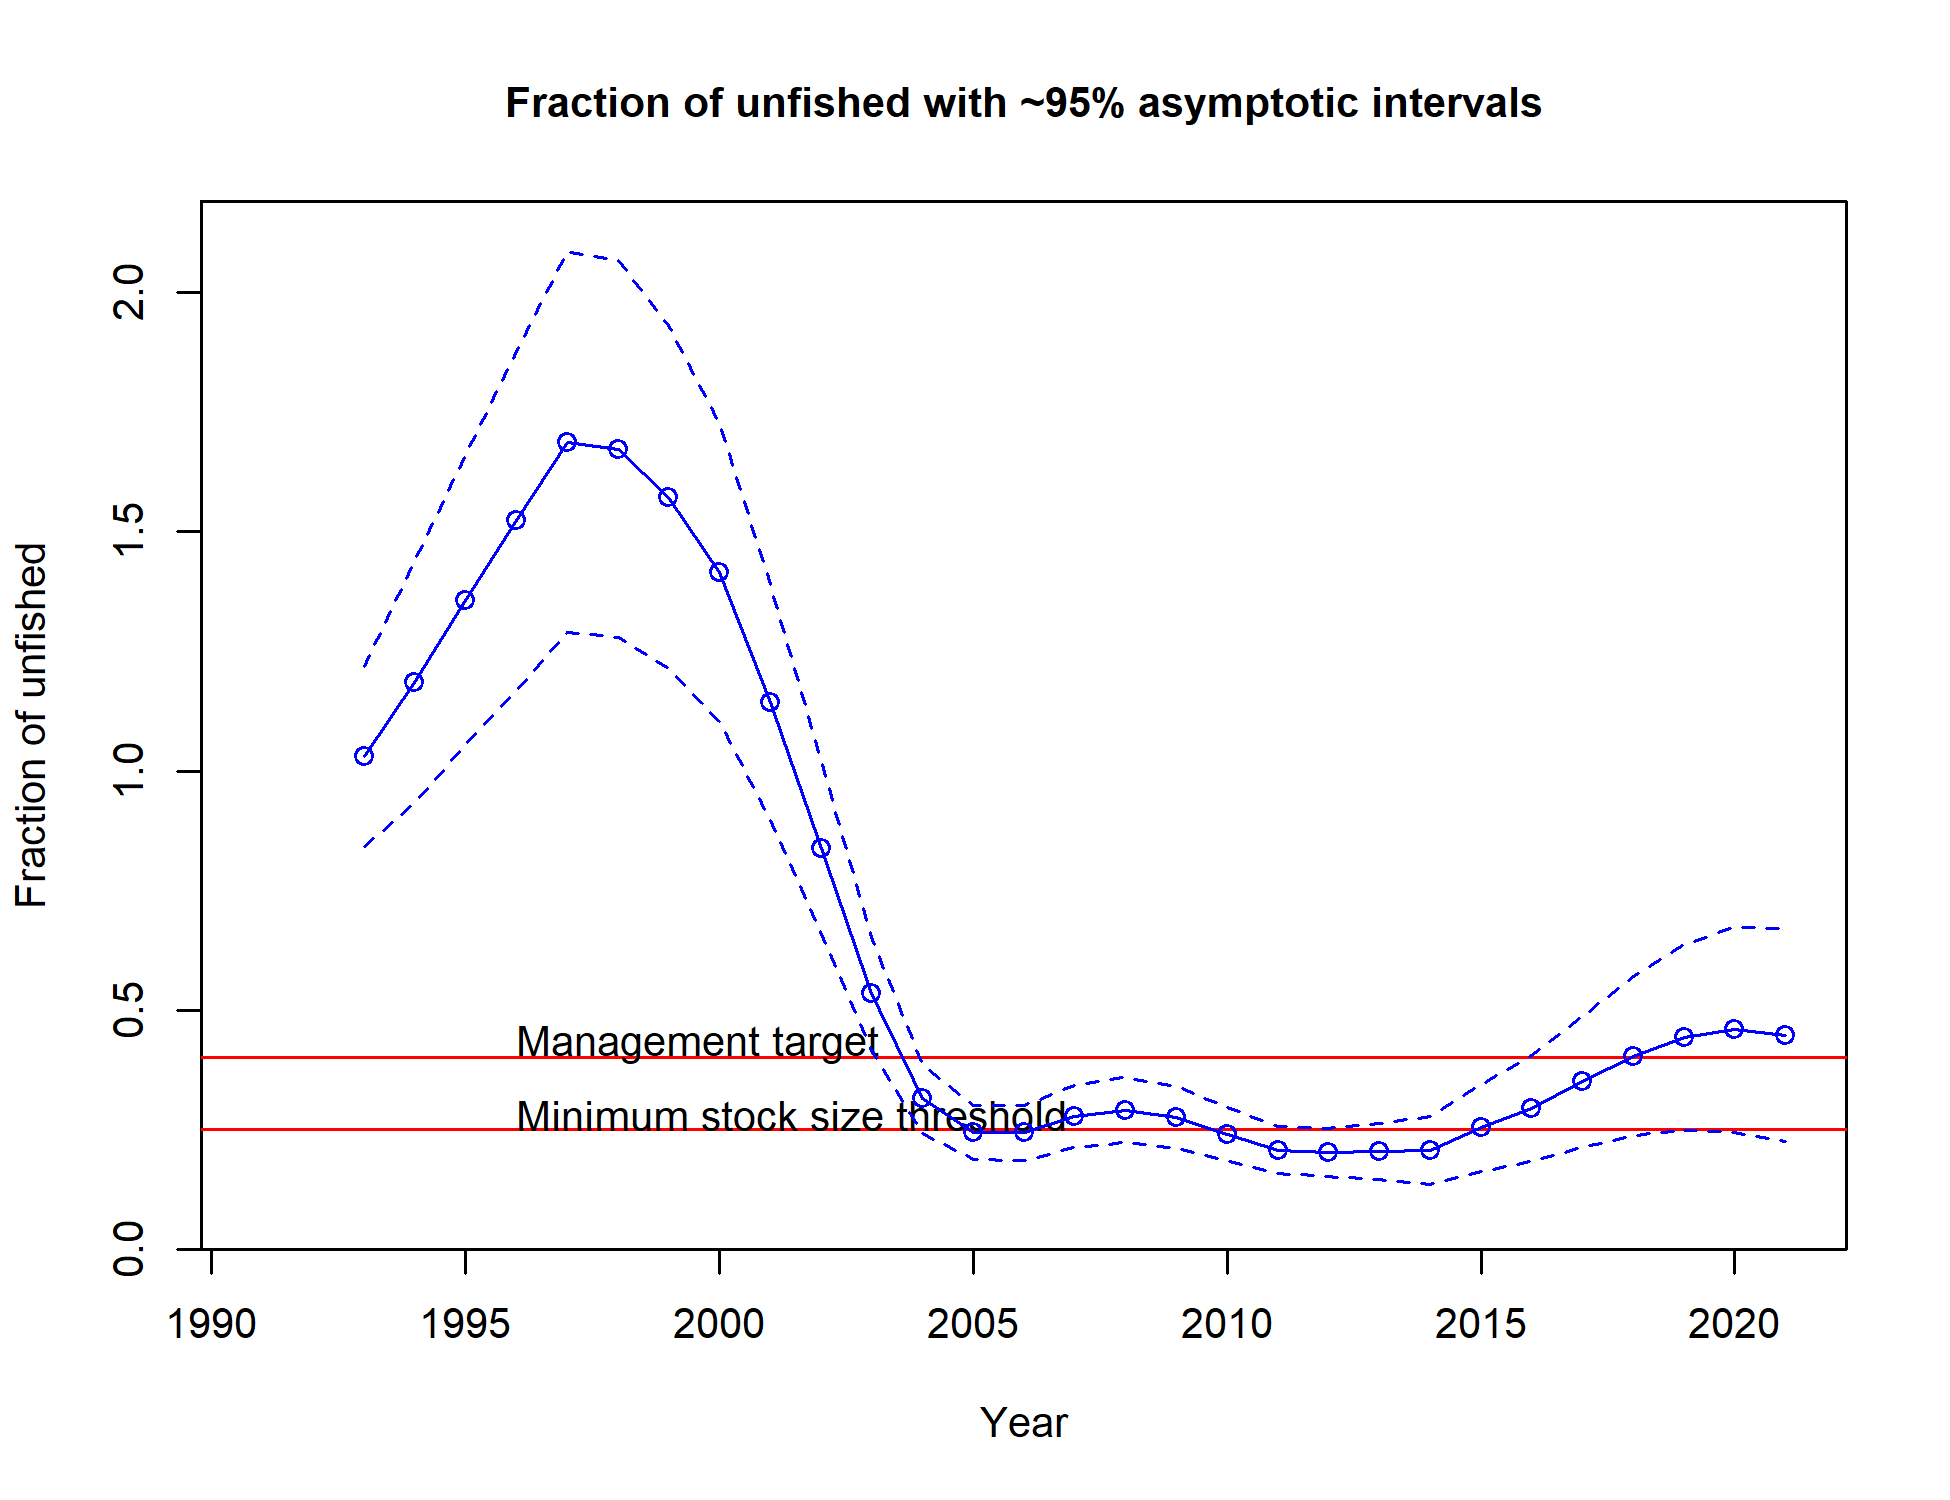 Fraction of unfished with ~95% asymptotic intervals
Fraction of unfished
2.0
1.5
1.0
0.5
0.0
Management target
Minimum stock size threshold
1990 1995 2000 2005 2010 2015 2020
Year